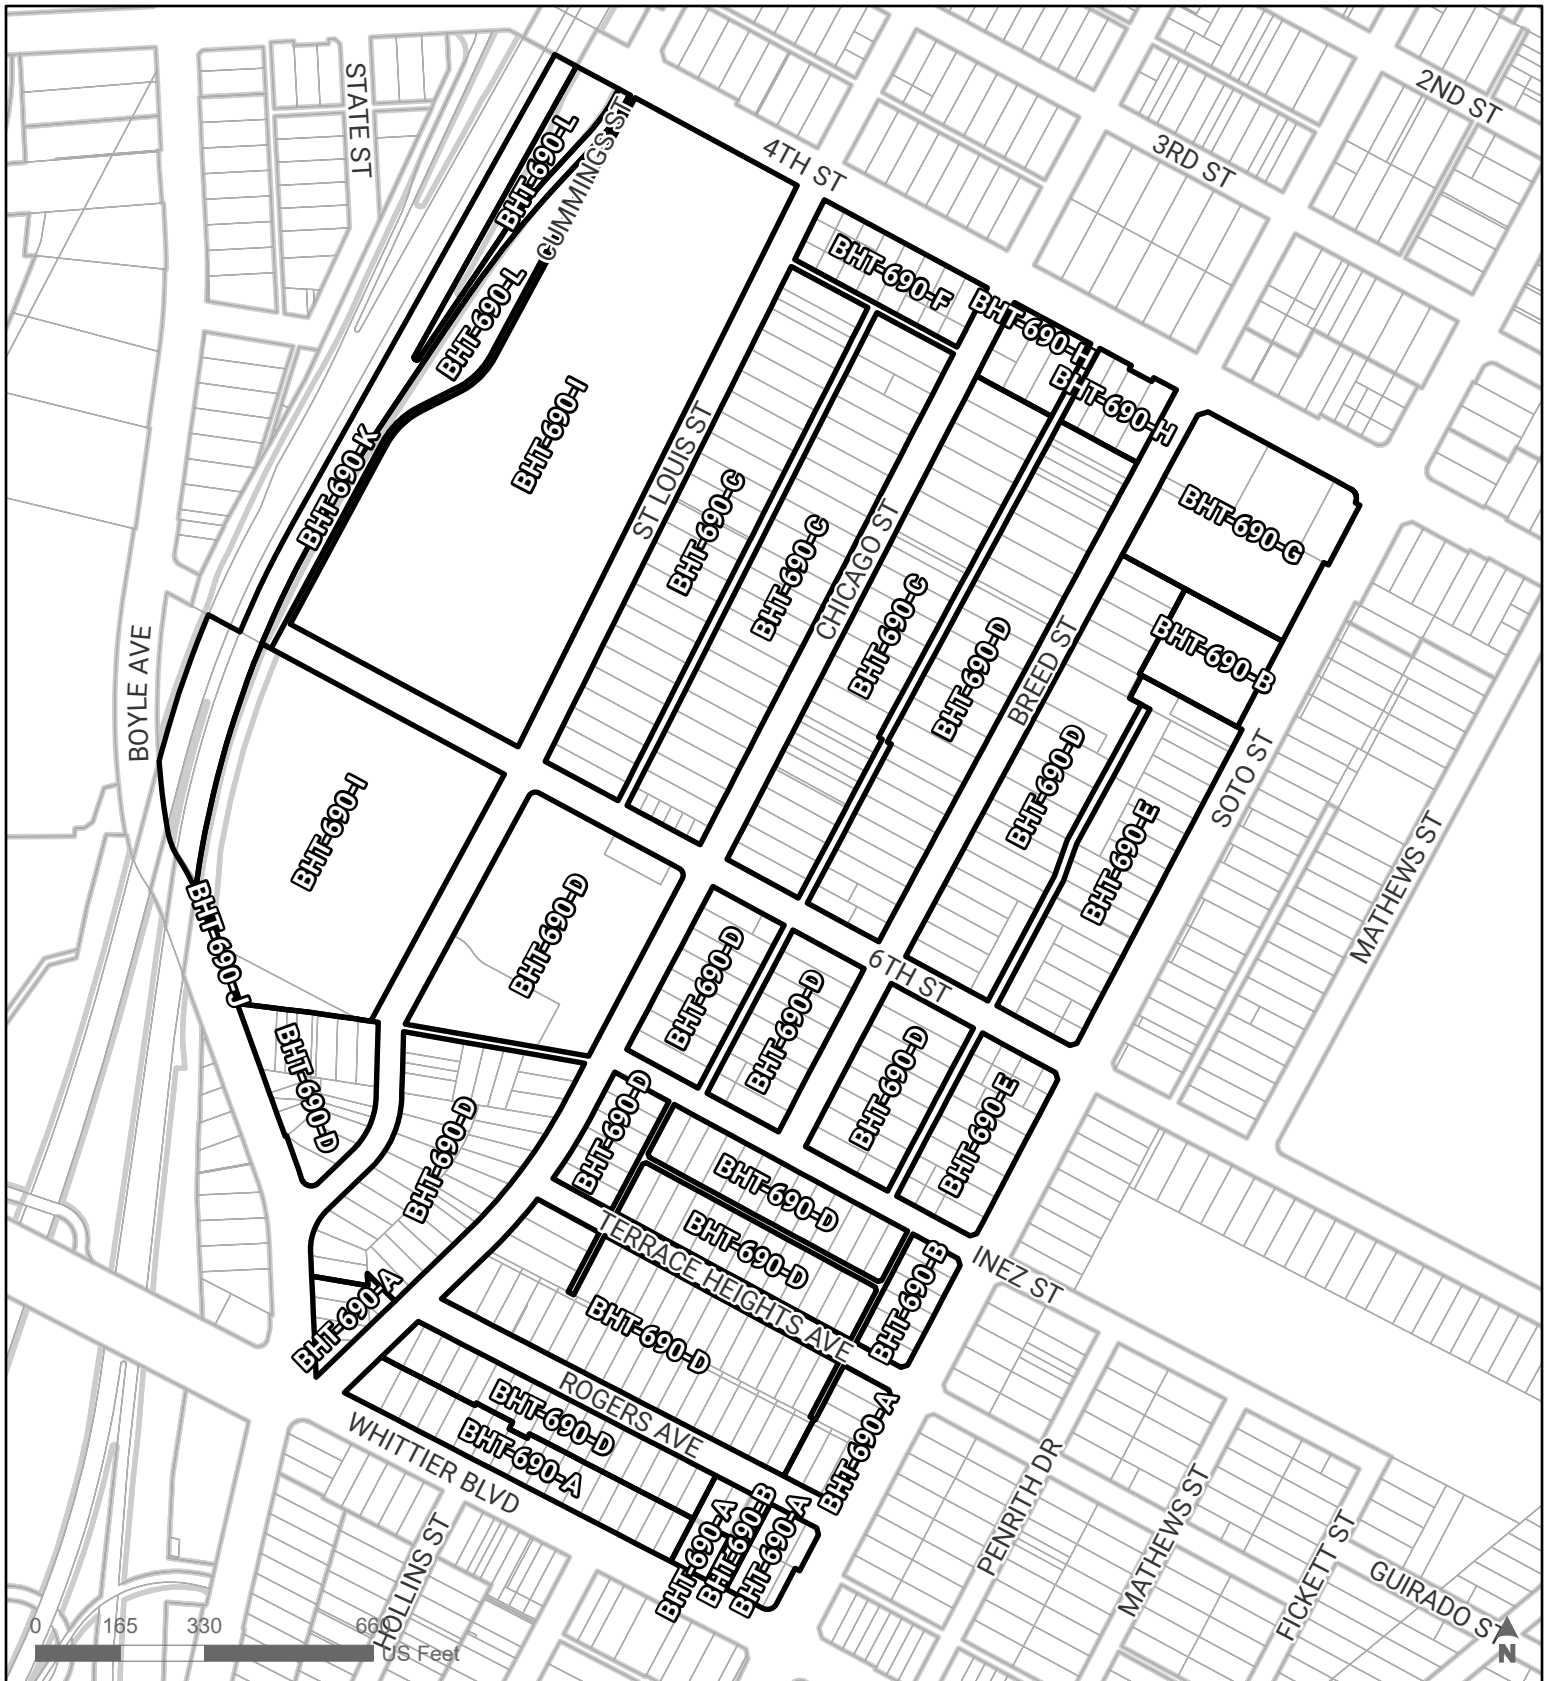 STATE ST
2ND ST
3RD ST
4TH ST
BHT-690-L
CUMMINGS ST
BHT-690-L
BHT-690-F
BHT-690-H
BHT-690-H
BHT-690-I
BHT-690-K
ST LOUIS ST
BHT-690-C
BHT-690-C
CHICAGO ST
BHT-690-C
BHT-690-D
BREED ST
BHT-690-G
BHT-690-B
BOYLE AVE
BHT-690-I
BHT-690-D
BHT-690-D
BHT-690-E
SOTO ST
MATHEWS ST
BHT-690-J
BHT-690-D
BHT-690-D
6TH ST
BHT-690-D
BHT-690-E
BHT-690-D
BHT-690-D
BHT-690-D
BHT-690-D
BHT-690-D
TERRACE HEIGHTS AVE
BHT-690-B
INEZ ST
BHT-690-A
BHT-690-D
BHT-690-D
ROGERS AVE
BHT-690-A
BHT-690-A
WHITTIER BLVD
BHT-690-A
BHT-690-B
BHT-690-A
PENRITH DR
MATHEWS ST
FICKETT ST
GUIRADO ST
HOLLINS ST
0 165 330 660
US Feet
N